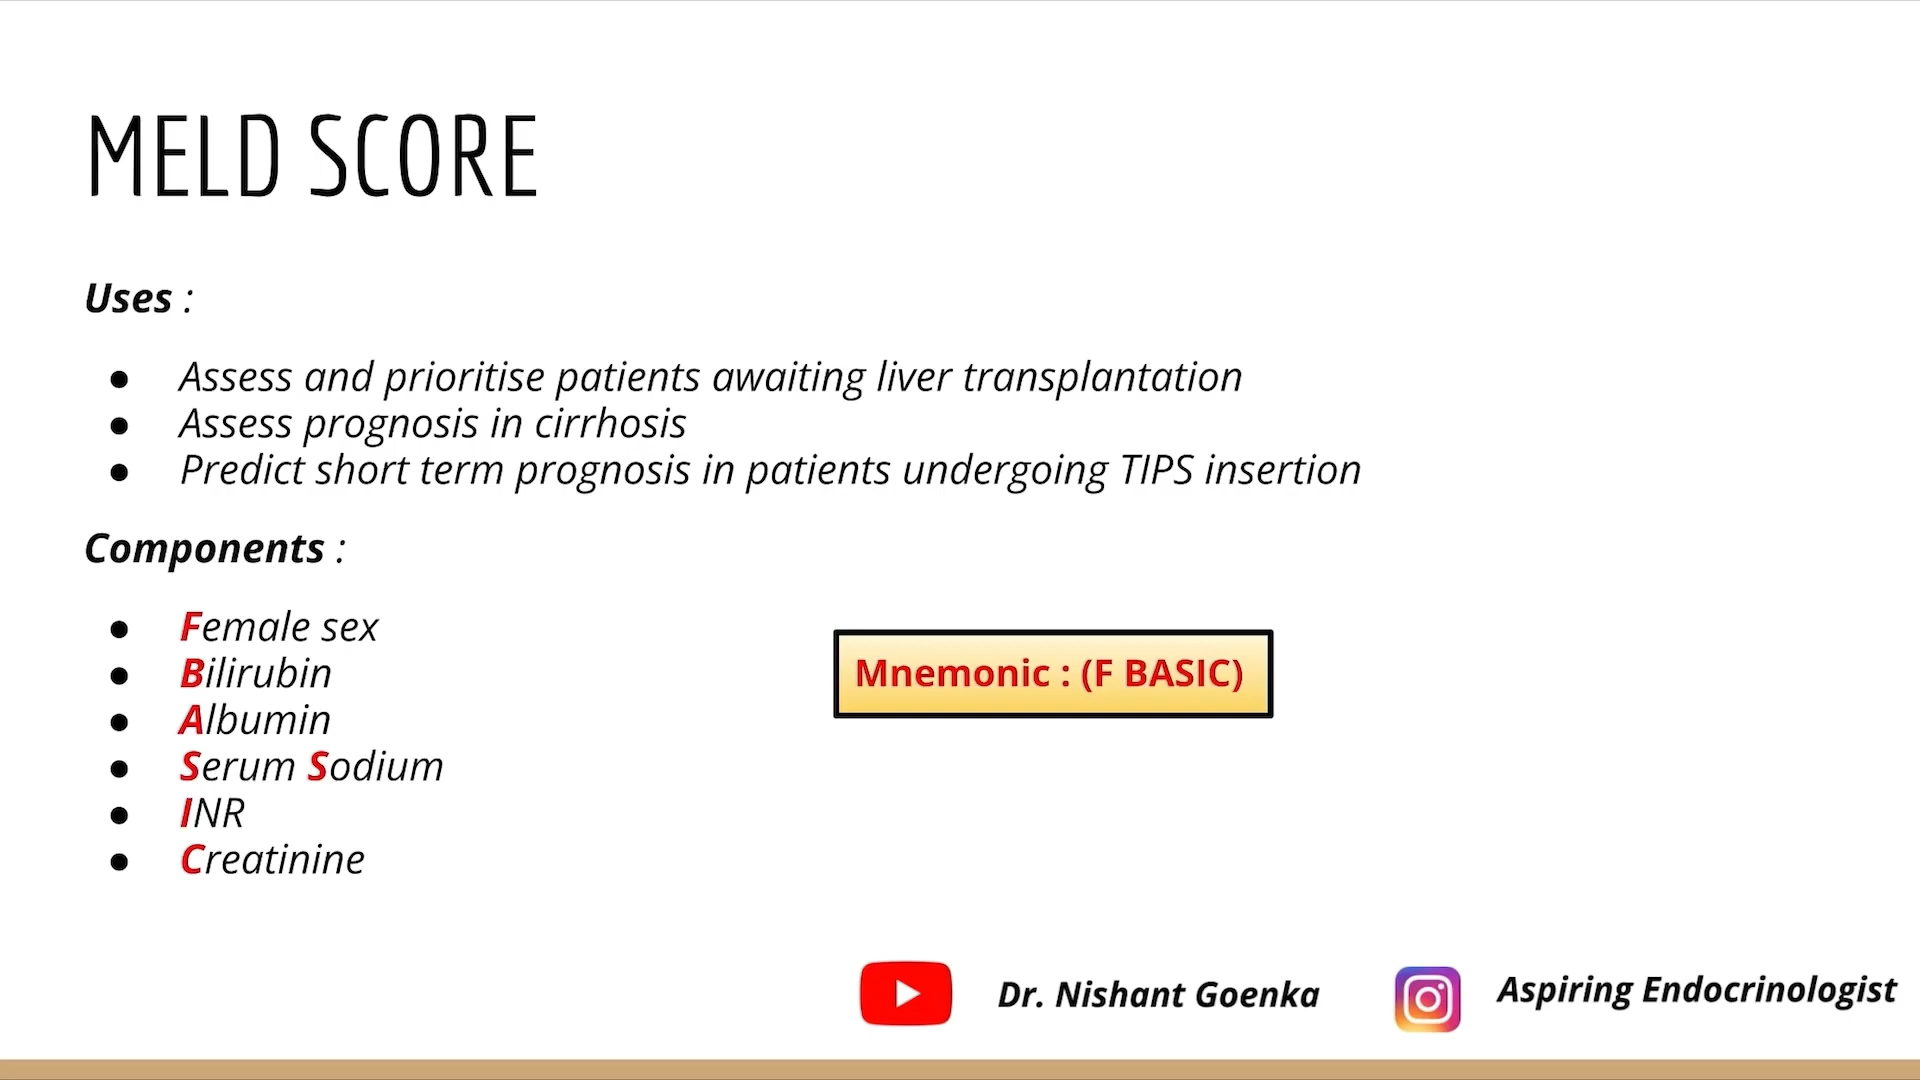 MELD SCORE
Uses :
● Assess and prioritise patients awaiting liver transplantation
● Assess prognosis in cirrhosis
● Predict short term prognosis in patients undergoing TIPS insertion
Components :
● Female sex
● Bilirubin
● Albumin
● Serum Sodium
● INR
● Creatinine
Mnemonic : (F BASIC)
Dr. Nishant Goenka
Aspiring Endocrinologist